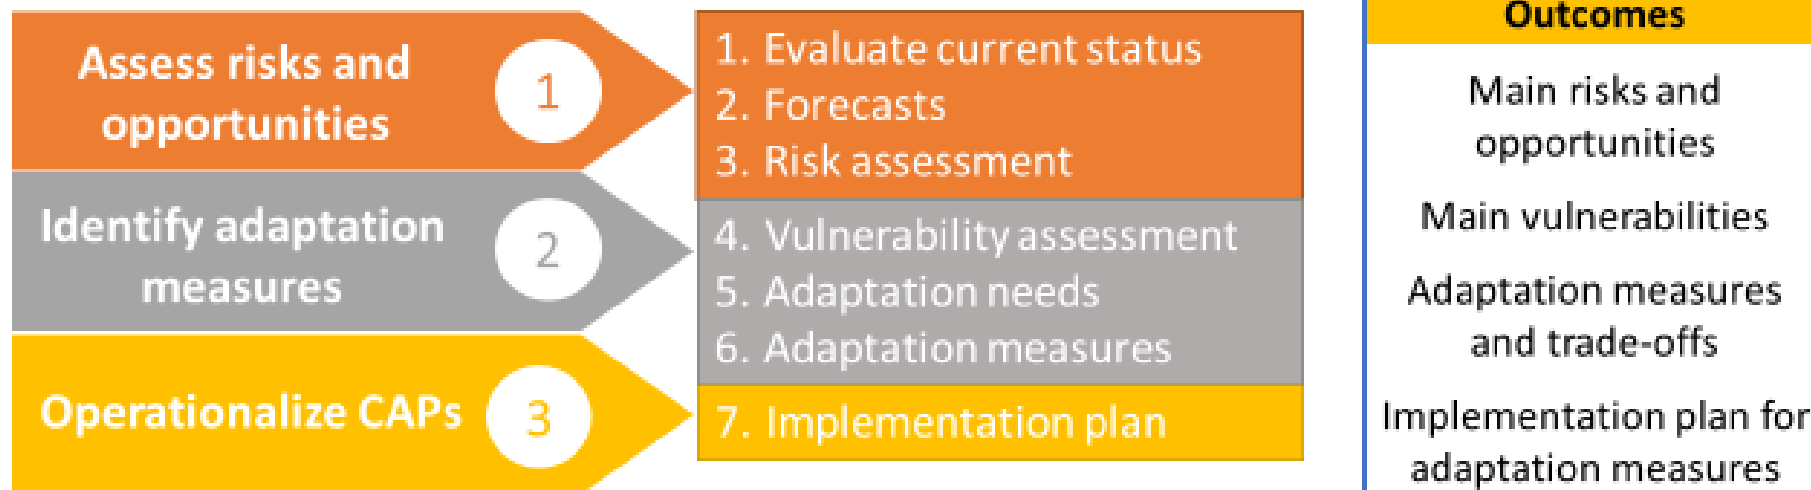 Assess risks and
opportunities
1
Identify adaptation
measures
2
Operationalize CAPs
3
1. Evaluate current status
2. Forecasts
3. Risk assessment
4. Vulnerability assessment
5. Adaptation needs
6. Adaptation measures
7. Implementation plan
Outcomes
Main risks and
opportunities
Main vulnerabilities
Adaptation measures
and trade-offs
Implementation plan for
adaptation measures